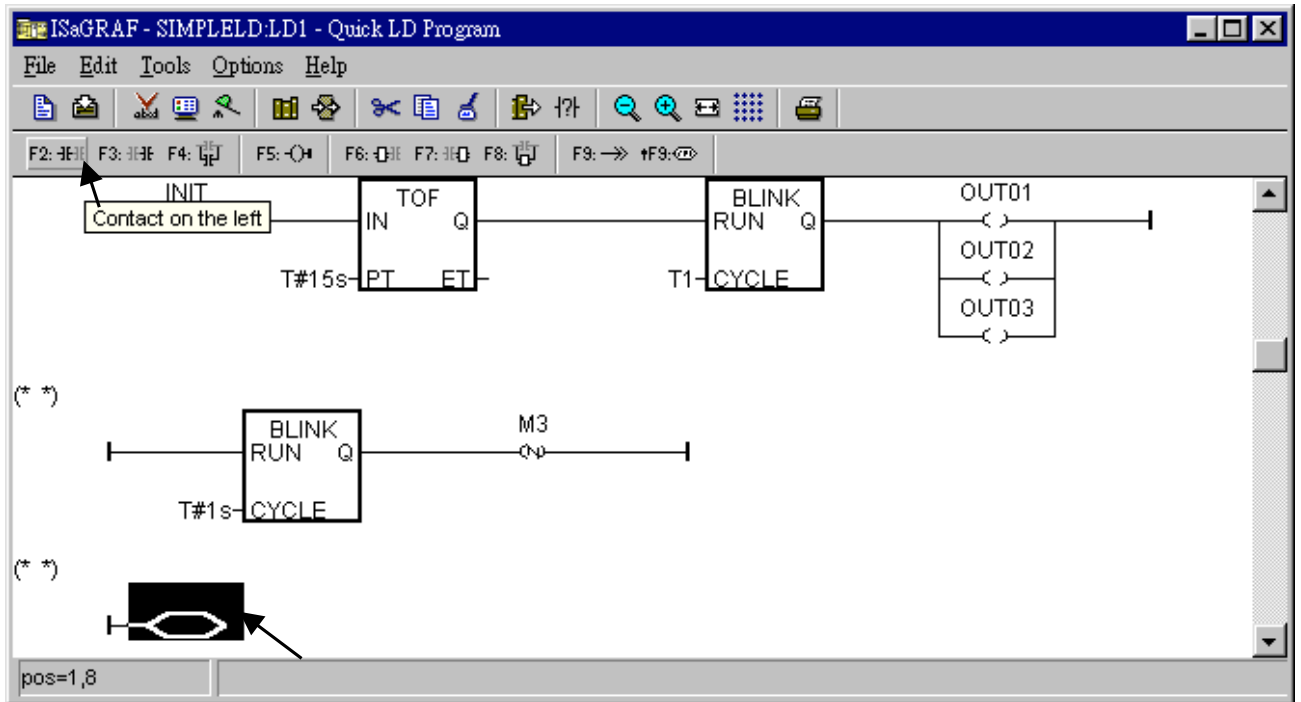 ISaGRAF - SIMPLELD:LD1 - Quick LD Program
File Edit Tools Options Help
F2: F3: F4: F5: F6: F7: F8: F9: F9:
Contact on the left
INIT
TOF
IN Q
T#15s PT ET
BLINK
RUN Q
T1 CYCLE
OUT01
OUT02
OUT03
(* *)
BLINK
RUN Q
T#1s CYCLE
M3
(N)
(* *)
pos=1,8